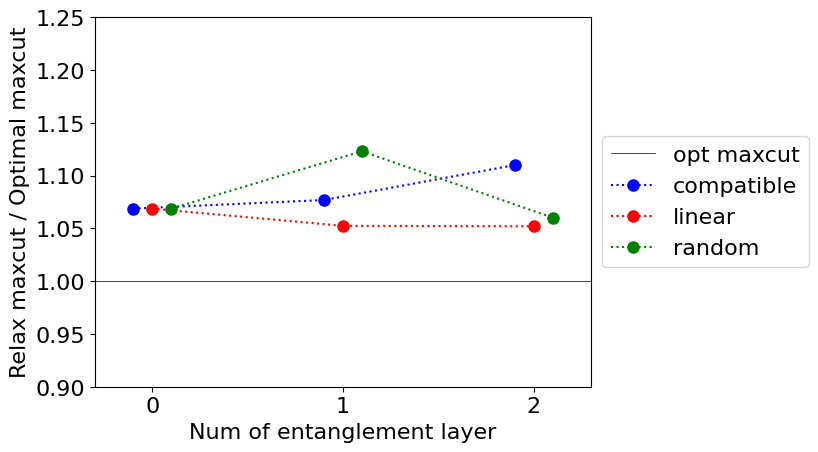 Relax maxcut / Optimal maxcut
1.25
1.20
1.15
1.10
1.05
1.00
0.95
0.90
0
1
2
Num of entanglement layer
opt maxcut
compatible
linear
random